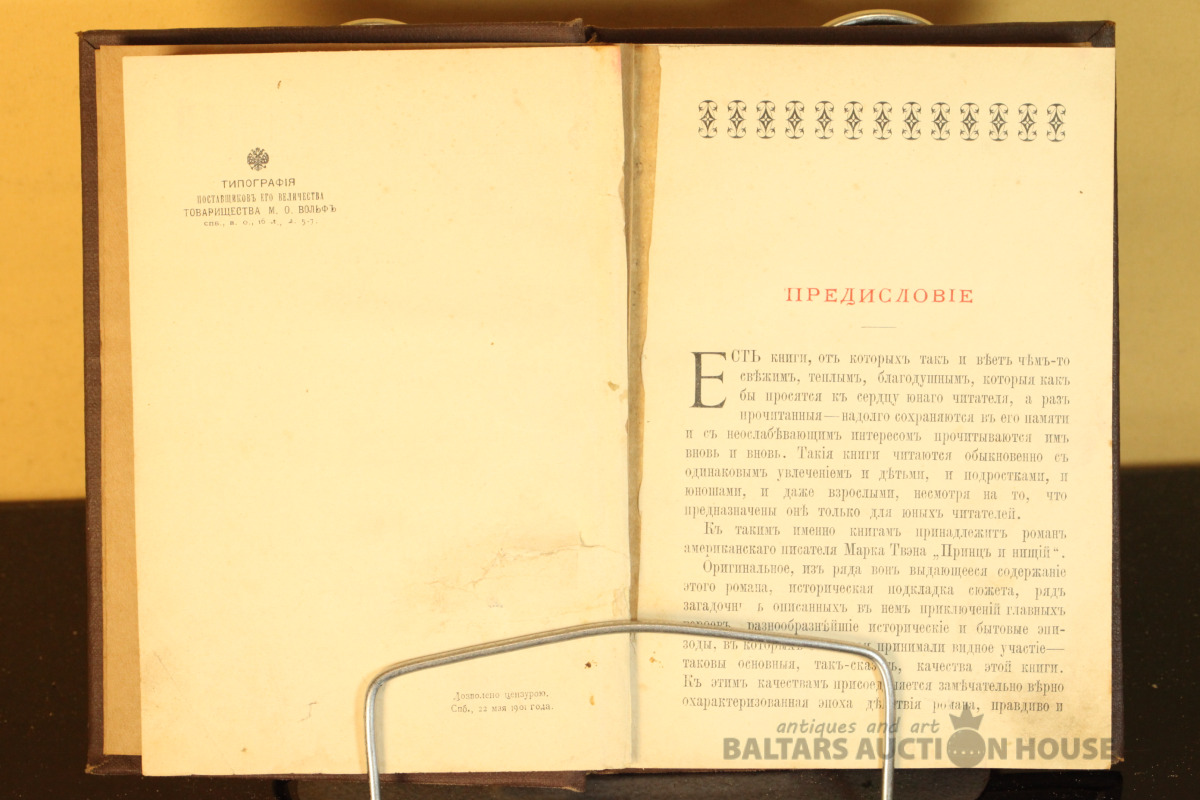 ТИПОГРАФІЯ
ПОСТАВЩИКОВЪ ЕГО ВЕЛИЧЕСТВА
ТОВАРИЩЕСТВА М. О. ВОЛЬФЪ
СПБ., В. О., 16 Л., Д. 5-7.
Дозволено цензурою,
Спб., 22 мая 1901 года.
ПРЕДИСЛОВІЕ
ЕСТЬ книги, отъ которыхъ такъ и вѣетъ чѣмъ-то
свѣжимъ, теплымъ, благодушнымъ, которыя какъ
бы просятся къ сердцу юнаго читателя, а разъ
прочитанныя—надолго сохраняются въ его памяти
и съ неослабѣвающимъ интересомъ прочитываются имъ
вновь и вновь. Такія книги читаются обыкновенно съ
одинаковымъ увлеченіемъ и дѣтьми, и подростками, и
юношами, и даже взрослыми, несмотря на то, что
предназначены онѣ только для юныхъ читателей.
Къ такимъ именно книгамъ принадлежитъ романъ
американскаго писателя Марка Твэна „Принцъ и нищій“.
Оригинальное, изъ ряда вонъ выдающееся содержаніе
этого романа, историческая подкладка сюжета, рядъ
описанныхъ въ немъ приключеній главныхъ
разнообразнѣйшіе историческіе и бытовые эпи-
зоды, въ которыхъ и принимали видное участіе—
таковы основныя, такъ-сказать, качества этой книги.
Къ этимъ качествамъ присоединяется замѣчательно вѣрно
охарактеризованная эпоха дѣйствія романа, правдиво и
antiques and art
BALTARS AUCTION HOUSE